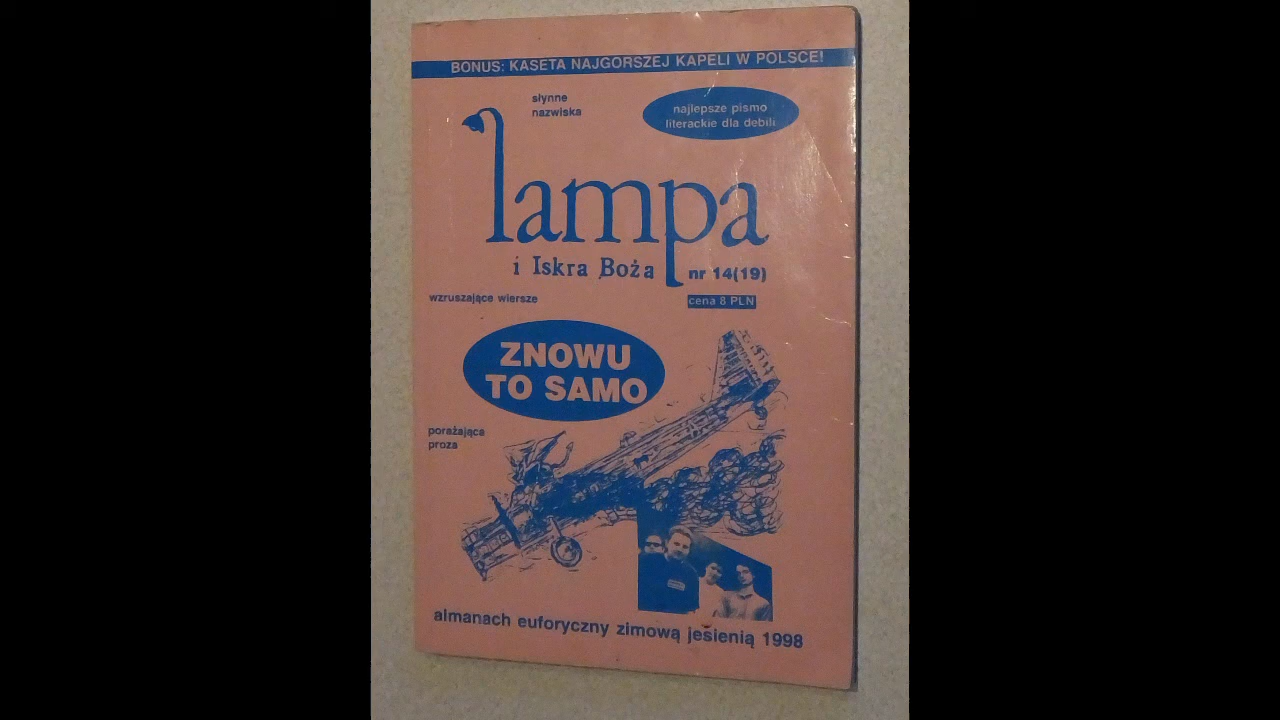 BONUS: KASETA NAJGORSZEJ KAPELI W POLSCE!
słynne
nazwiska
najlepsze pismo
literackie dla debili
lampa
i Iskra Boża
nr 14(19)
wzruszające wiersze
cena 8 PLN
ZNOWU
TO SAMO
porażająca
proza
almanach euforyczny zimową jesienią 1998